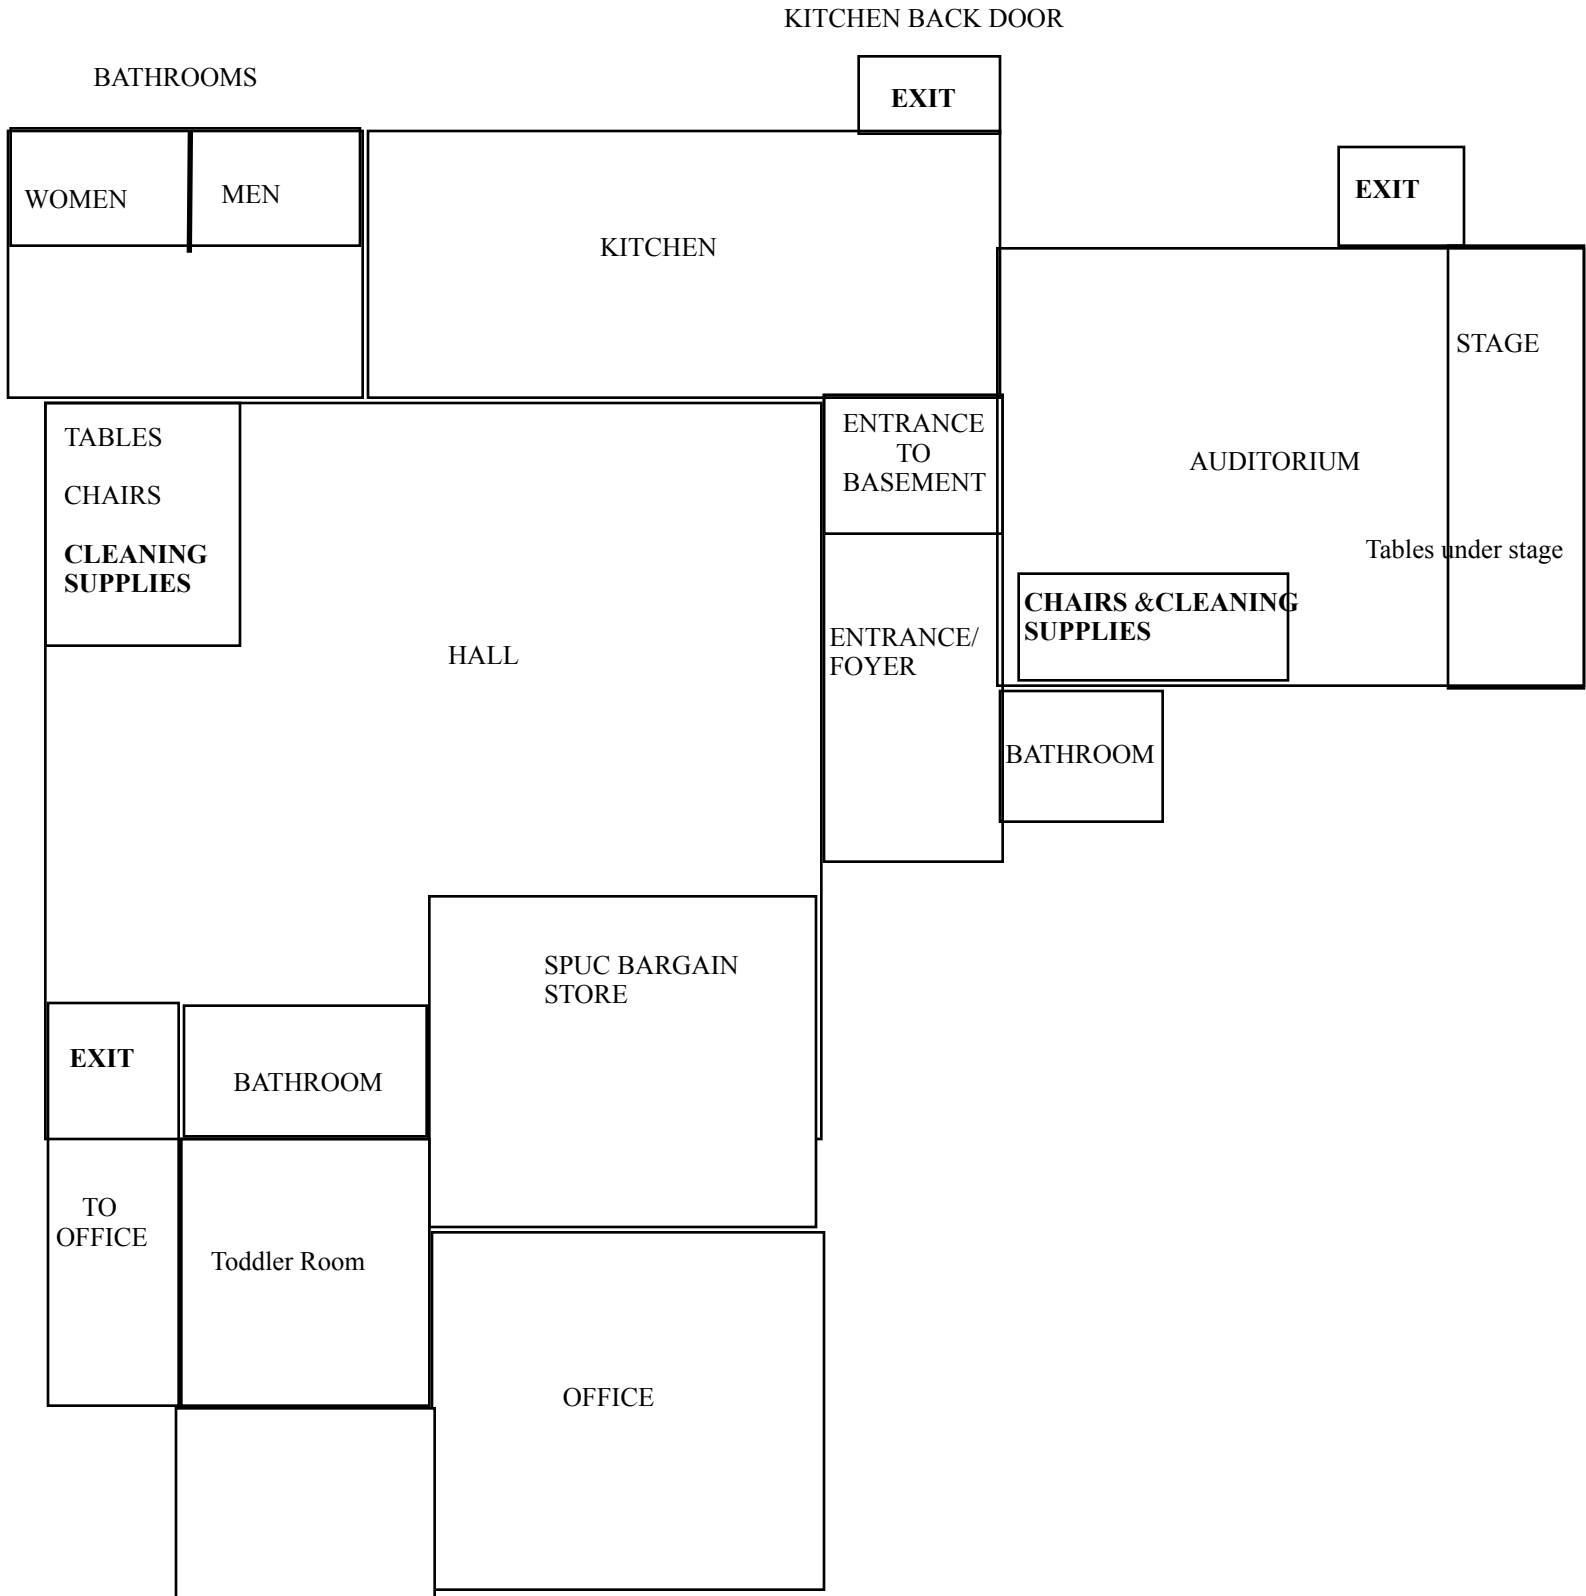 KITCHEN BACK DOOR
BATHROOMS
EXIT
WOMEN
MEN
EXIT
KITCHEN
STAGE
TABLES
CHAIRS
CLEANING
SUPPLIES
ENTRANCE
TO
BASEMENT
AUDITORIUM
Tables under stage
CHAIRS &CLEANING
SUPPLIES
HALL
ENTRANCE/
FOYER
BATHROOM
SPUC BARGAIN
STORE
EXIT
BATHROOM
TO
OFFICE
Toddler Room
OFFICE